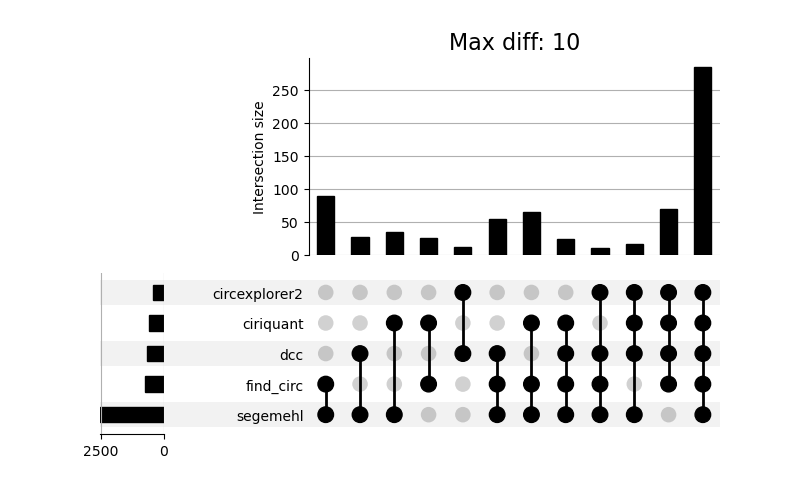 Max diff: 10
Intersection size
250
200
150
100
50
0
circexplorer2
ciriquant
dcc
find_circ
segemehl
2500 0